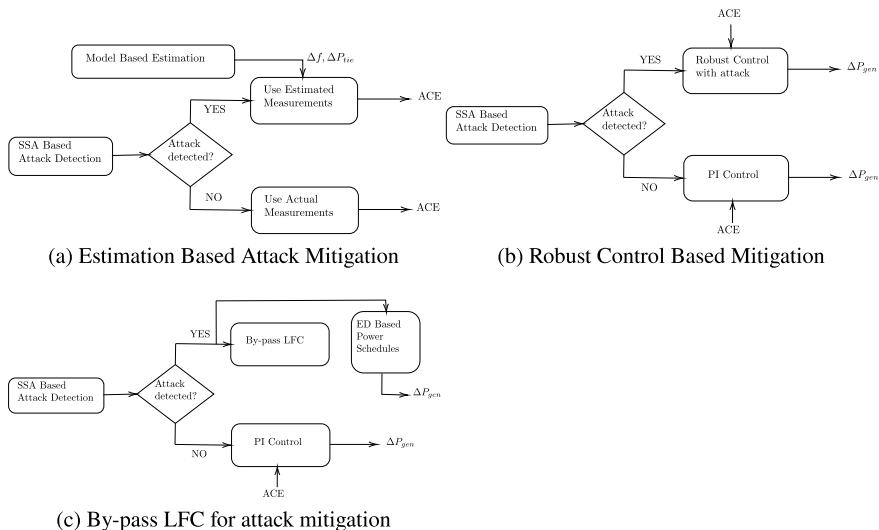 Model Based Estimation
Δf, ΔP_tie
Use Estimated
Measurements
ACE
YES
SSA Based
Attack Detection
Attack
detected?
NO
Use Actual
Measurements
ACE
(a) Estimation Based Attack Mitigation
ACE
YES
Robust Control
with attack
ΔP_gen
SSA Based
Attack Detection
Attack
detected?
NO
PI Control
ΔP_gen
ACE
(b) Robust Control Based Mitigation
YES
By-pass LFC
ED Based
Power
Schedules
ΔP_gen
SSA Based
Attack Detection
Attack
detected?
NO
PI Control
ΔP_gen
ACE
(c) By-pass LFC for attack mitigation